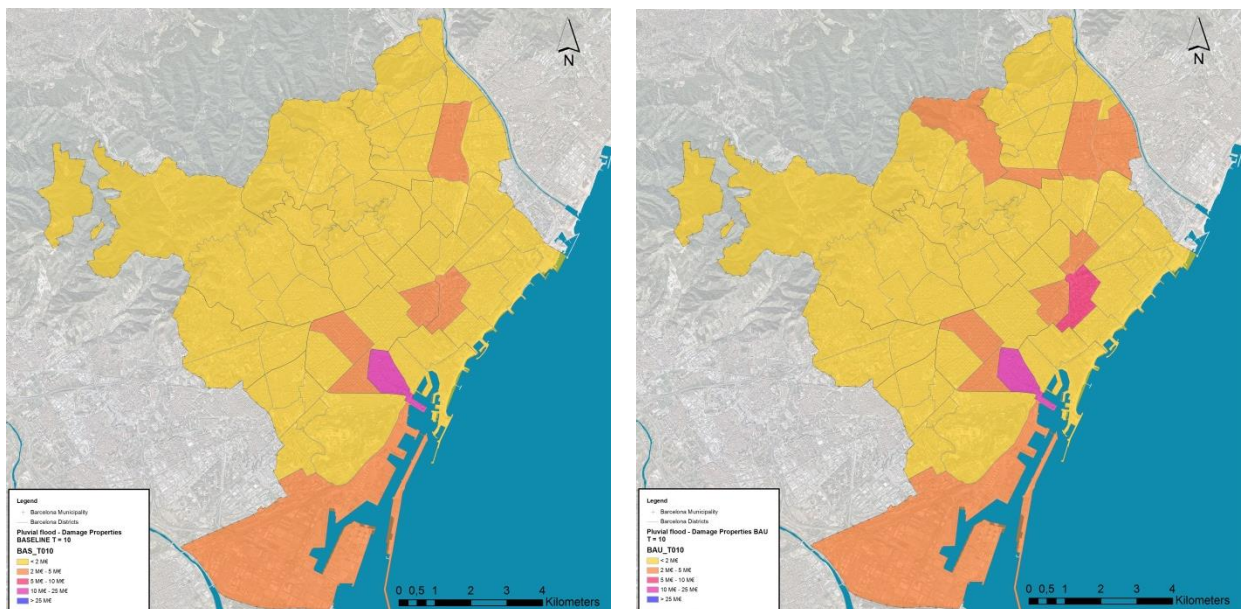 N
Legend
Barcelona Municipality
Barcelona Districts
Pluvial flood - Damage Properties
BASELINE T = 10
BAS_T010
< 2 M€
2 M€ - 5 M€
5 M€ - 10 M€
10 M€ - 25 M€
> 25 M€
0 0,5 1 2 3 4
Kilometers
N
Legend
Barcelona Municipality
Barcelona Districts
Pluvial flood - Damage Properties BAU
T = 10
BAU_T010
< 2 M€
2 M€ - 5 M€
5 M€ - 10 M€
10 M€ - 25 M€
> 25 M€
0 0,5 1 2 3 4
Kilometers